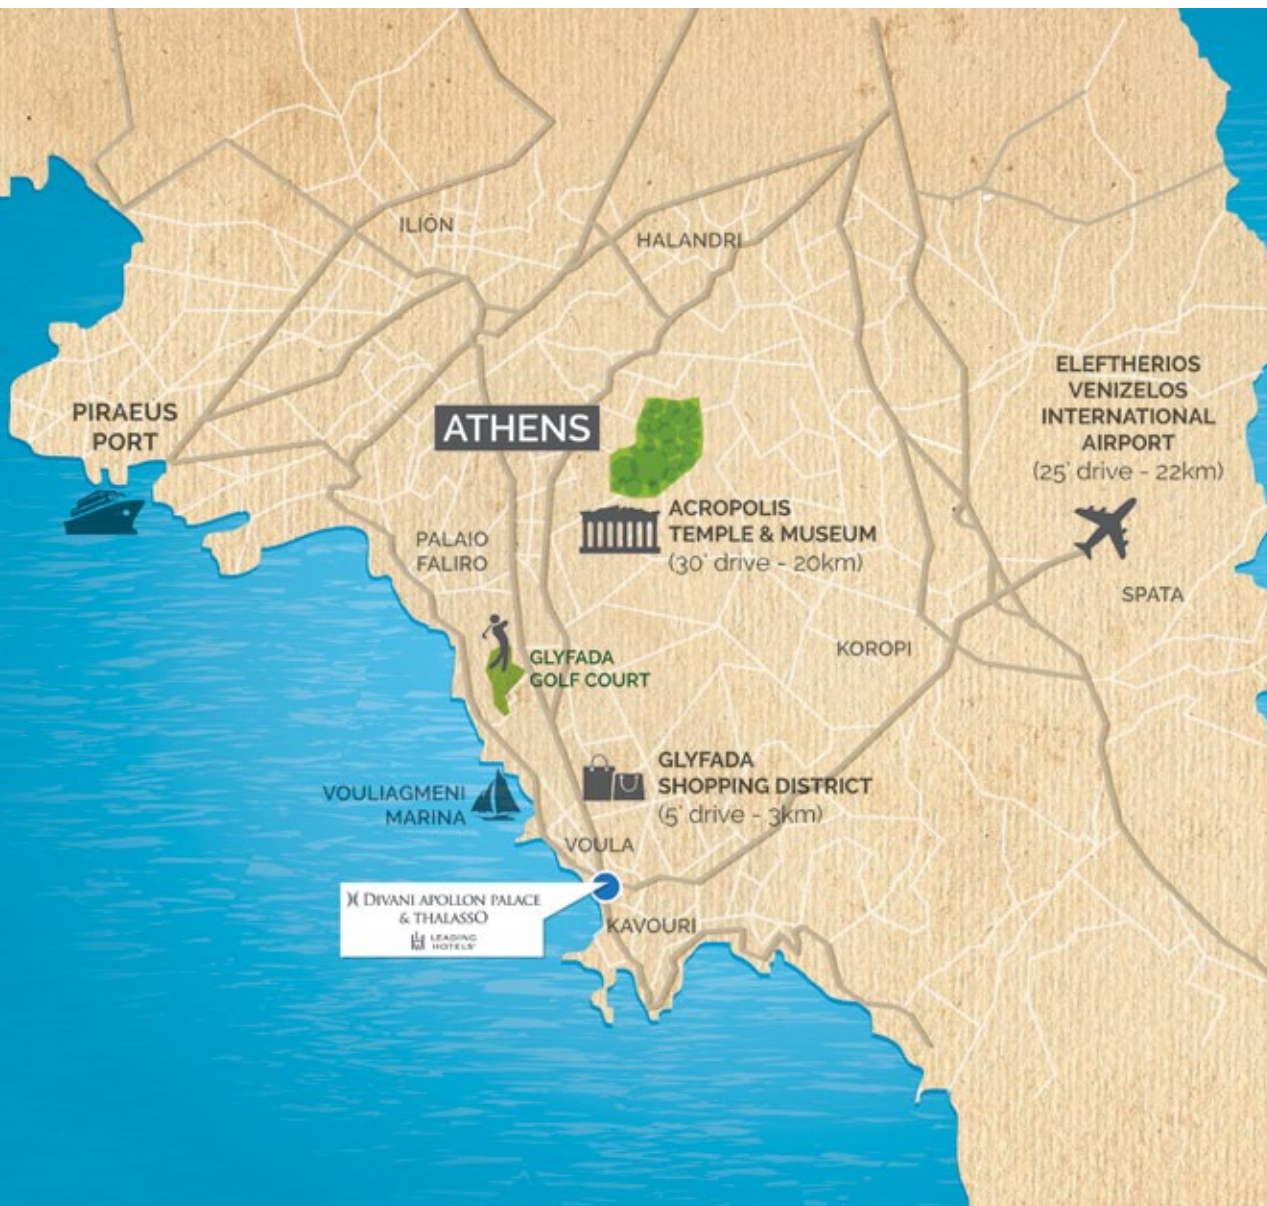 ILIÓN
HALANDRI
ELEFTHERIOS
VENIZELOS
INTERNATIONAL
AIRPORT
(25' drive - 22km)
PIRAEUS
PORT
ATHENS
ACROPOLIS
TEMPLE & MUSEUM
(30' drive - 20km)
PALAIO
FALIRO
SPATA
KOROPI
GLYFADA
GOLF COURT
GLYFADA
SHOPPING DISTRICT
(5' drive - 3km)
VOULIAGMENI
MARINA
VOULA
DIVANI APOLLON PALACE
& THALASSO
LEADING
HOTELS
KAVOURI